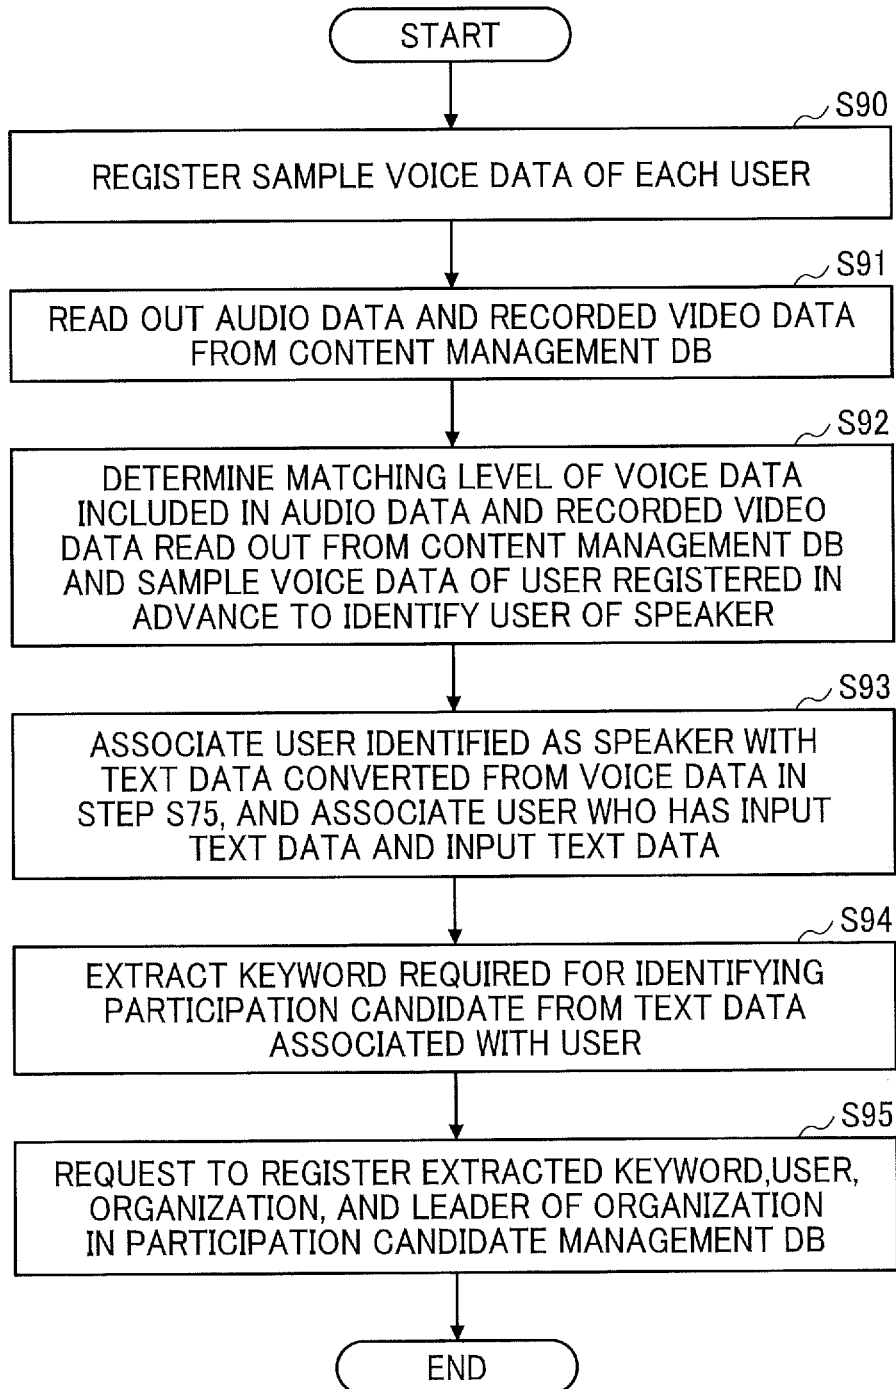 START
S90
REGISTER SAMPLE VOICE DATA OF EACH USER
S91
READ OUT AUDIO DATA AND RECORDED VIDEO DATA
FROM CONTENT MANAGEMENT DB
S92
DETERMINE MATCHING LEVEL OF VOICE DATA
INCLUDED IN AUDIO DATA AND RECORDED VIDEO
DATA READ OUT FROM CONTENT MANAGEMENT DB
AND SAMPLE VOICE DATA OF USER REGISTERED IN
ADVANCE TO IDENTIFY USER OF SPEAKER
S93
ASSOCIATE USER IDENTIFIED AS SPEAKER WITH
TEXT DATA CONVERTED FROM VOICE DATA IN
STEP S75, AND ASSOCIATE USER WHO HAS INPUT
TEXT DATA AND INPUT TEXT DATA
S94
EXTRACT KEYWORD REQUIRED FOR IDENTIFYING
PARTICIPATION CANDIDATE FROM TEXT DATA
ASSOCIATED WITH USER
S95
REQUEST TO REGISTER EXTRACTED KEYWORD,USER,
ORGANIZATION, AND LEADER OF ORGANIZATION
IN PARTICIPATION CANDIDATE MANAGEMENT DB
END